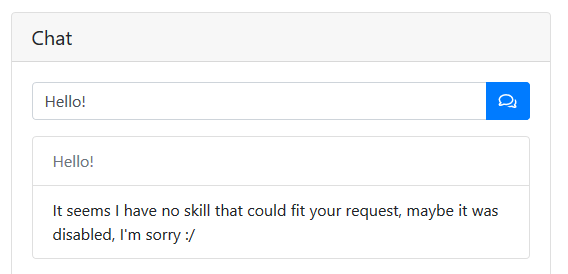 Chat
Hello!
Hello!
It seems I have no skill that could fit your request, maybe it was
disabled, I'm sorry :/